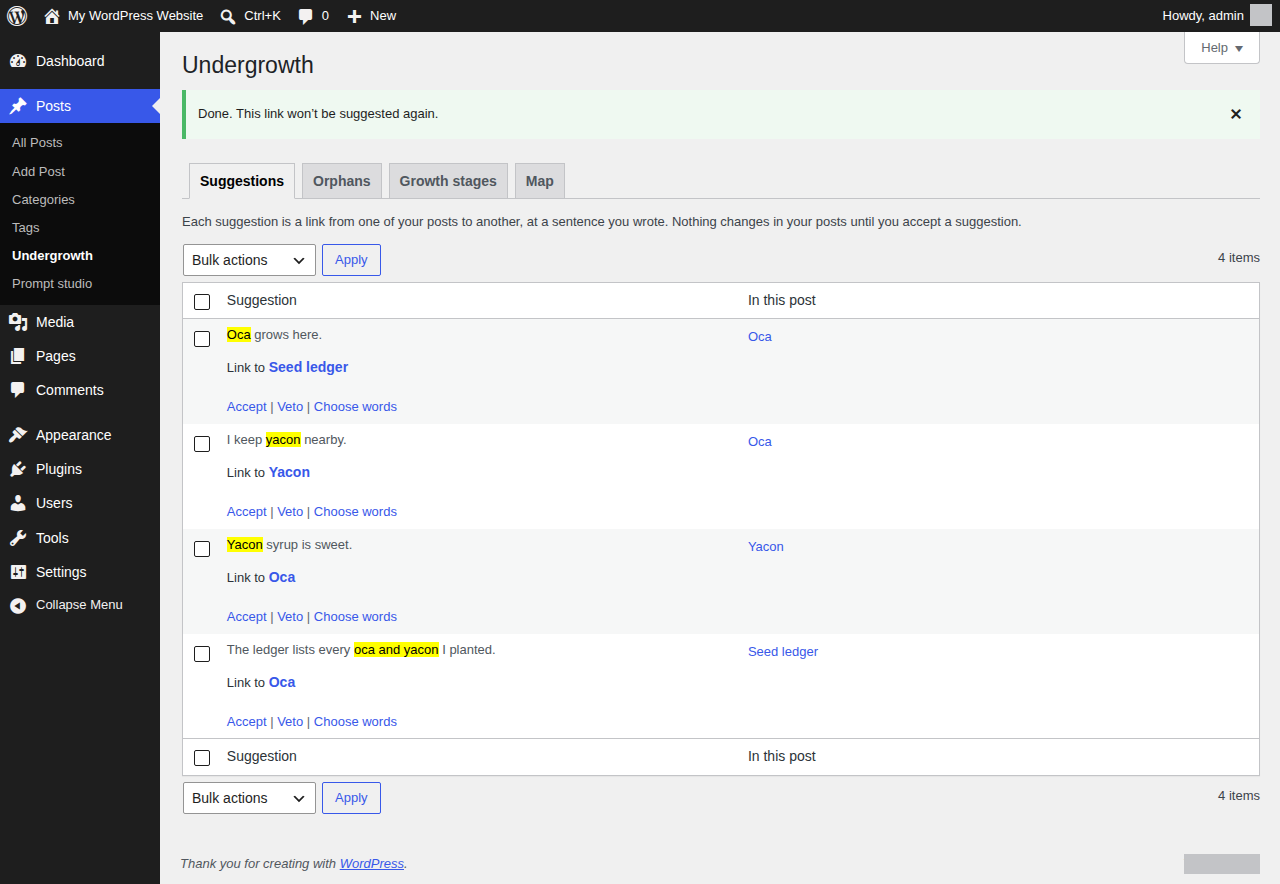 My WordPress Website Ctrl+K 0 New Howdy, admin
Dashboard
Posts
All Posts
Add Post
Categories
Tags
Undergrowth
Prompt studio
Media
Pages
Comments
Appearance
Plugins
Users
Tools
Settings
Collapse Menu
Help
Undergrowth
Done. This link won’t be suggested again.
Suggestions Orphans Growth stages Map
Each suggestion is a link from one of your posts to another, at a sentence you wrote. Nothing changes in your posts until you accept a suggestion.
Bulk actions Apply 4 items
Suggestion In this post
Oca grows here. Oca
Link to Seed ledger
Accept | Veto | Choose words
I keep yacon nearby. Oca
Link to Yacon
Accept | Veto | Choose words
Yacon syrup is sweet. Yacon
Link to Oca
Accept | Veto | Choose words
The ledger lists every oca and yacon I planted. Seed ledger
Link to Oca
Accept | Veto | Choose words
Suggestion In this post
Bulk actions Apply 4 items
Thank you for creating with WordPress.